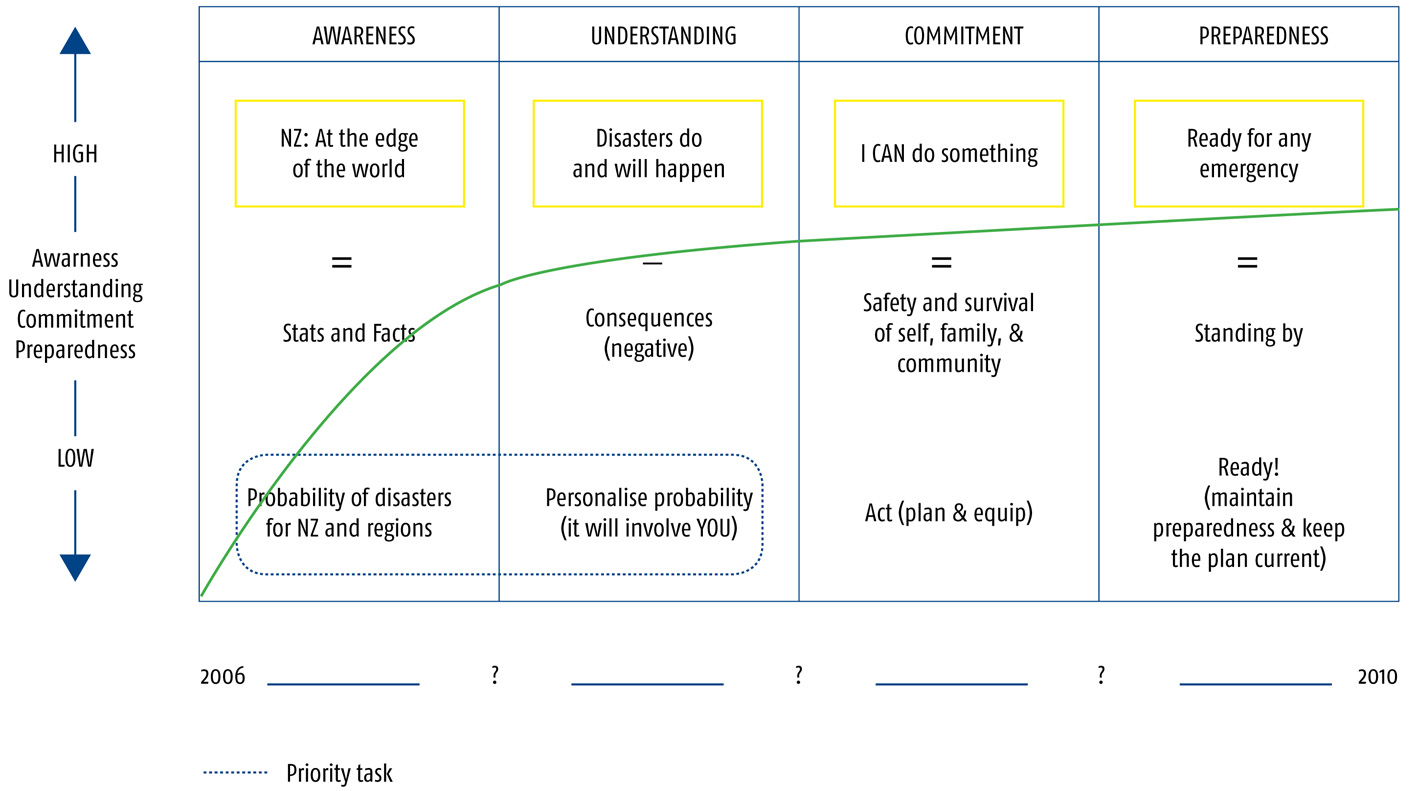 AWARENESS
UNDERSTANDING
COMMITMENT
PREPAREDNESS
HIGH
Awarness
Understanding
Commitment
Preparedness
LOW
NZ: At the edge
of the world
=
Stats and Facts
Probability of disasters
for NZ and regions
Disasters do
and will happen
–
Consequences
(negative)
Personalise probability
(it will involve YOU)
I CAN do something
=
Safety and survival
of self, family, &
community
Act (plan & equip)
Ready for any
emergency
=
Standing by
Ready!
(maintain
preparedness & keep
the plan current)
2006 ? ? ? 2010
Priority task